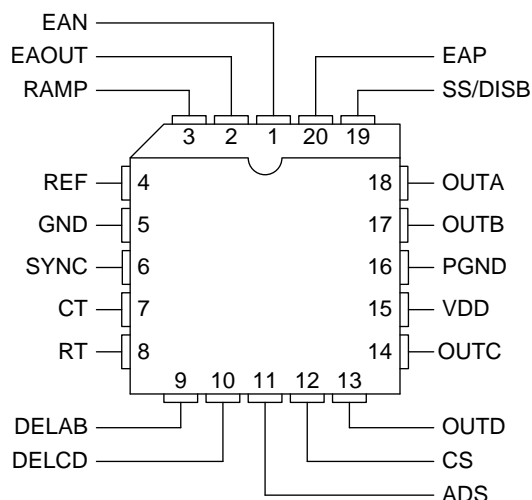 EAN
EAOUT
EAP
RAMP
SS/DISB
3 2 1 20 19
REF 4 18 OUTA
GND 5 17 OUTB
SYNC 6 16 PGND
CT 7 15 VDD
RT 8 14 OUTC
9 10 11 12 13
DELAB
OUTD
DELCD
CS
ADS